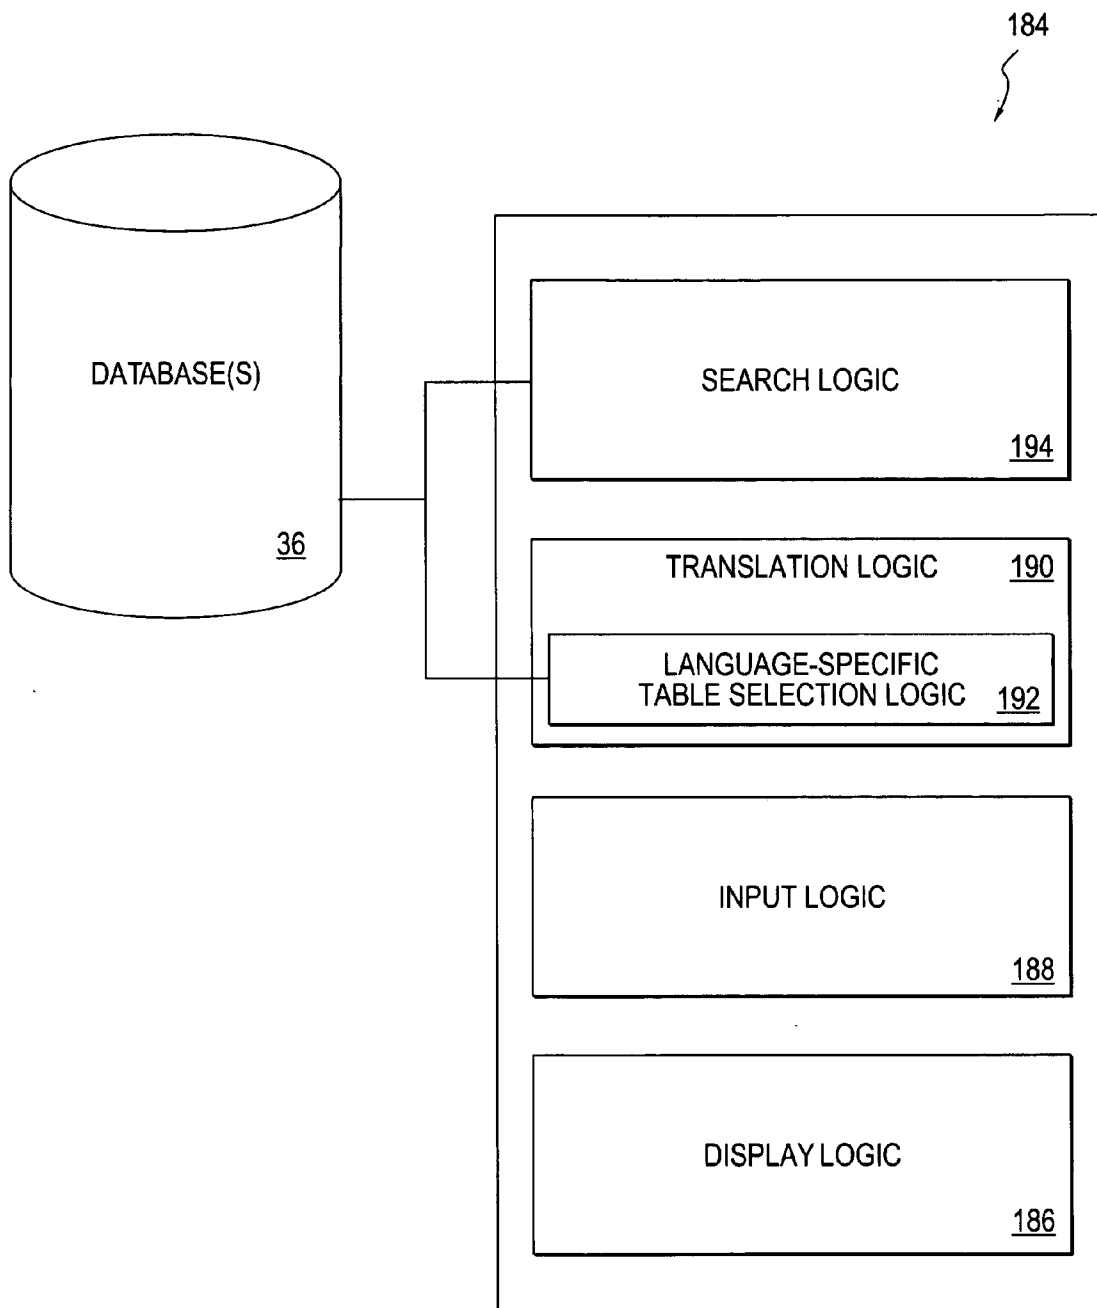 184
DATABASE(S)
36
SEARCH LOGIC
194
TRANSLATION LOGIC 190
LANGUAGE-SPECIFIC
TABLE SELECTION LOGIC 192
INPUT LOGIC
188
DISPLAY LOGIC
186